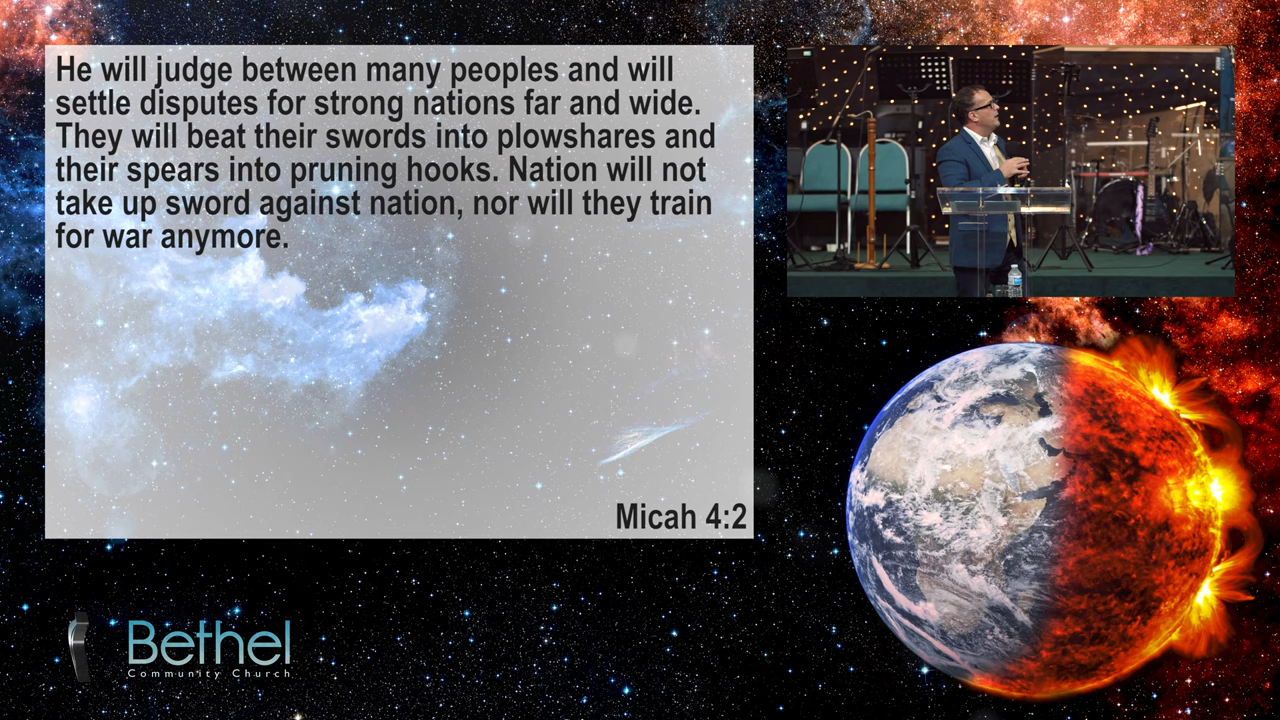 He will judge between many peoples and will
settle disputes for strong nations far and wide.
They will beat their swords into plowshares and
their spears into pruning hooks. Nation will not
take up sword against nation, nor will they train
for war anymore.
Micah 4:2
Bethel
Community Church